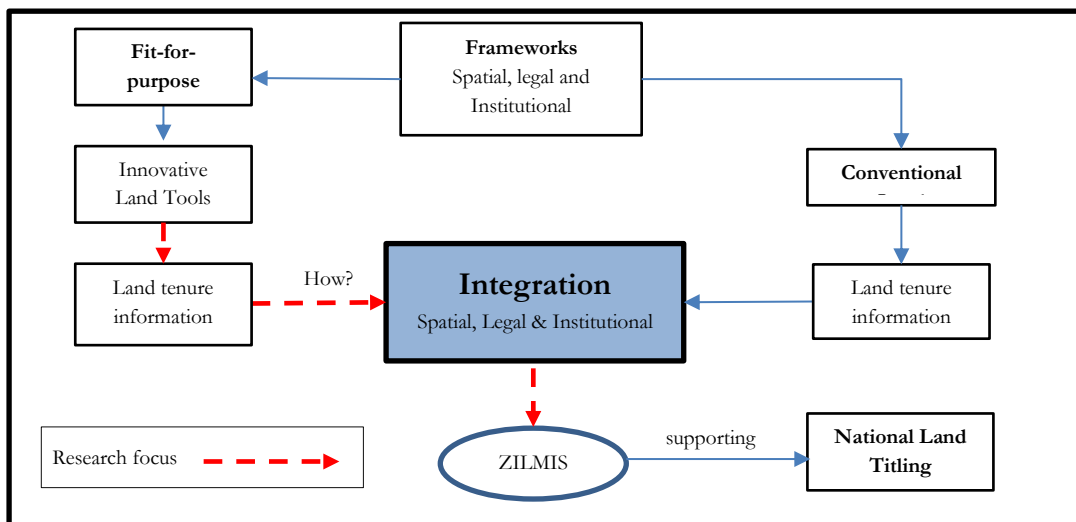 Fit-for-
purpose
Frameworks
Spatial, legal and
Institutional
Innovative
Land Tools
Conventional
Land tenure
information
How?
Integration
Spatial, Legal & Institutional
Land tenure
information
Research focus
ZILMIS
supporting
National Land
Titling